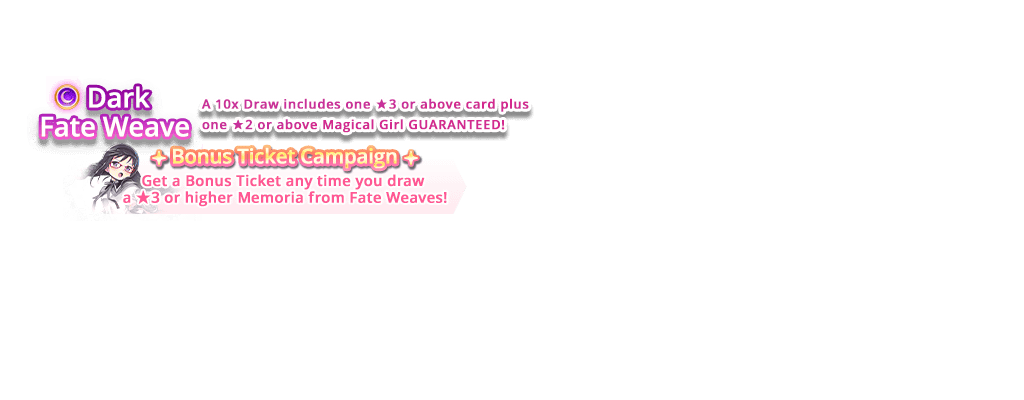 Dark
Fate Weave
A 10x Draw includes one ★3 or above card plus
one ★2 or above Magical Girl GUARANTEED!
Bonus Ticket Campaign
Get a Bonus Ticket any time you draw
a ★3 or higher Memoria from Fate Weaves!